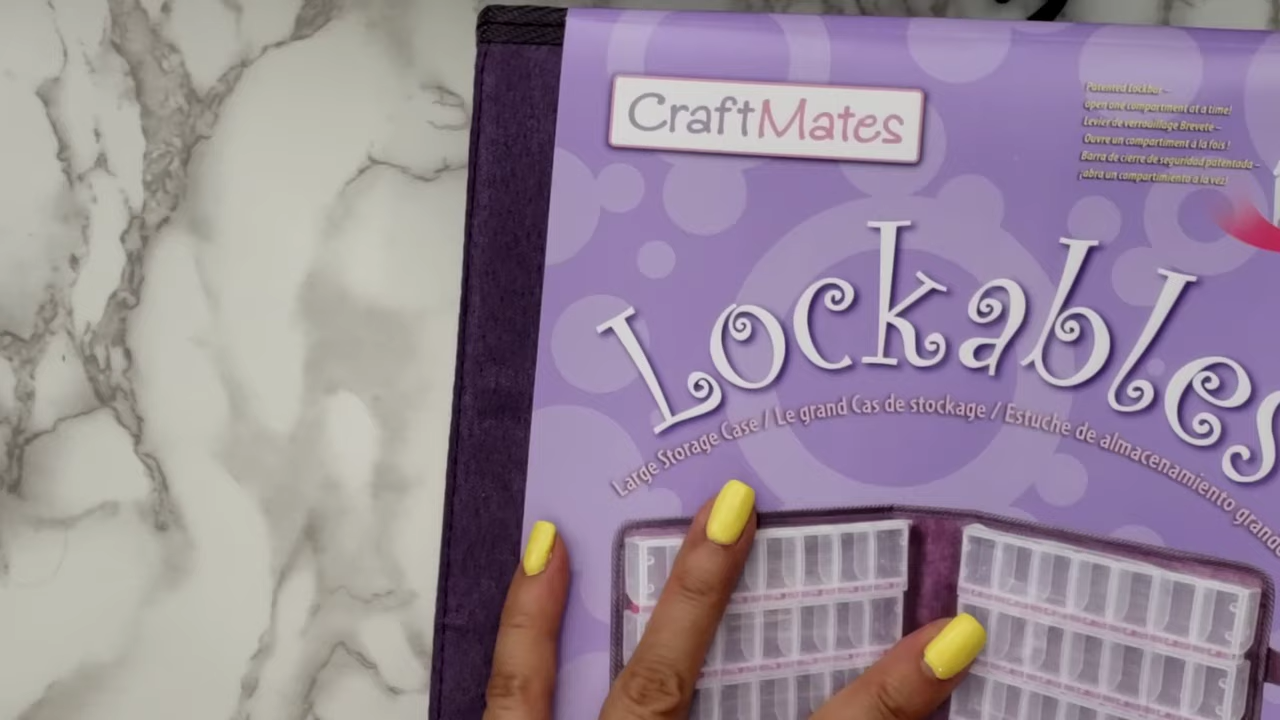 CraftMates
Patented Lockbar –
open one compartment at a time!
Levier de verrouillage Brevete –
Ouvre un compartiment à la fois !
Barra de cierre de seguridad patentada –
¡abra un compartimiento a la vez!
Lockables
Large Storage Case / Le grand Cas de stockage / Estuche de almacenamiento grand